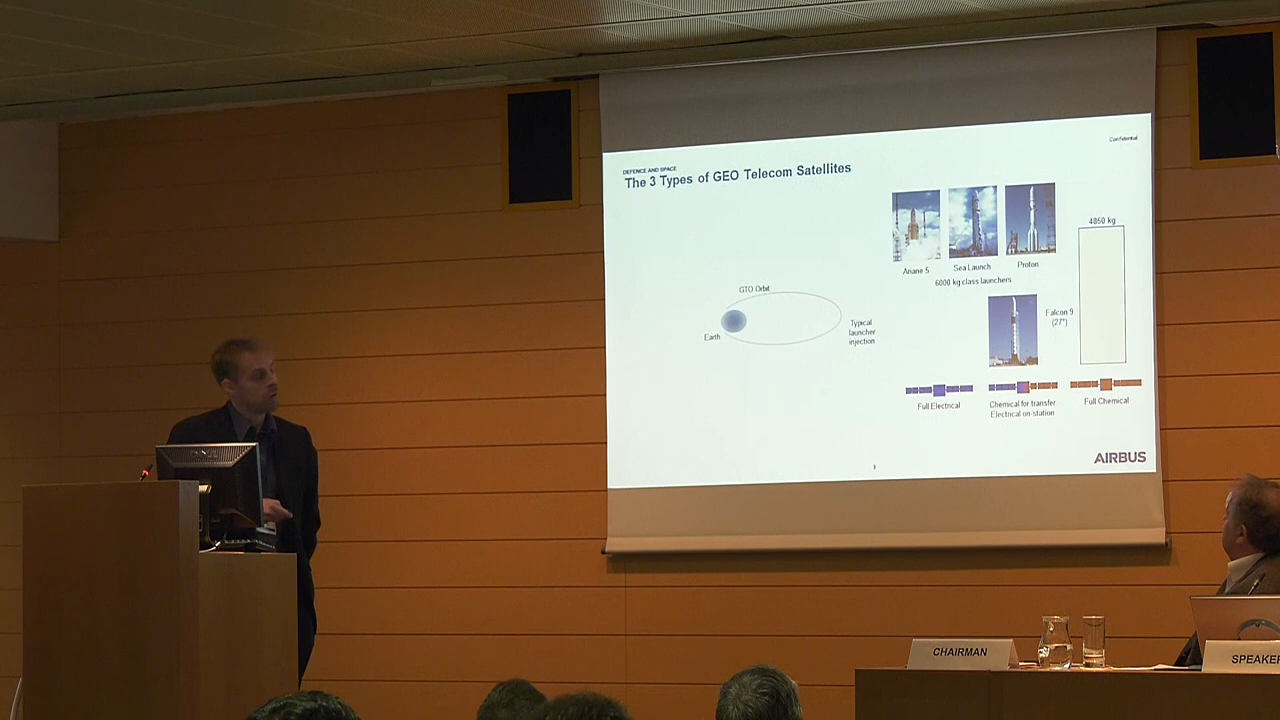 Confidential
DEFENCE AND SPACE
The 3 Types of GEO Telecom Satellites
4850 kg
Ariane 5
Sea Launch
Proton
6000 kg class launchers
GTO Orbit
Earth
Typical
launcher
injection
Falcon 9
(27°)
Full Electrical
Chemical for transfer
Electrical on-station
Full Chemical
AIRBUS
CHAIRMAN
SPEAKER